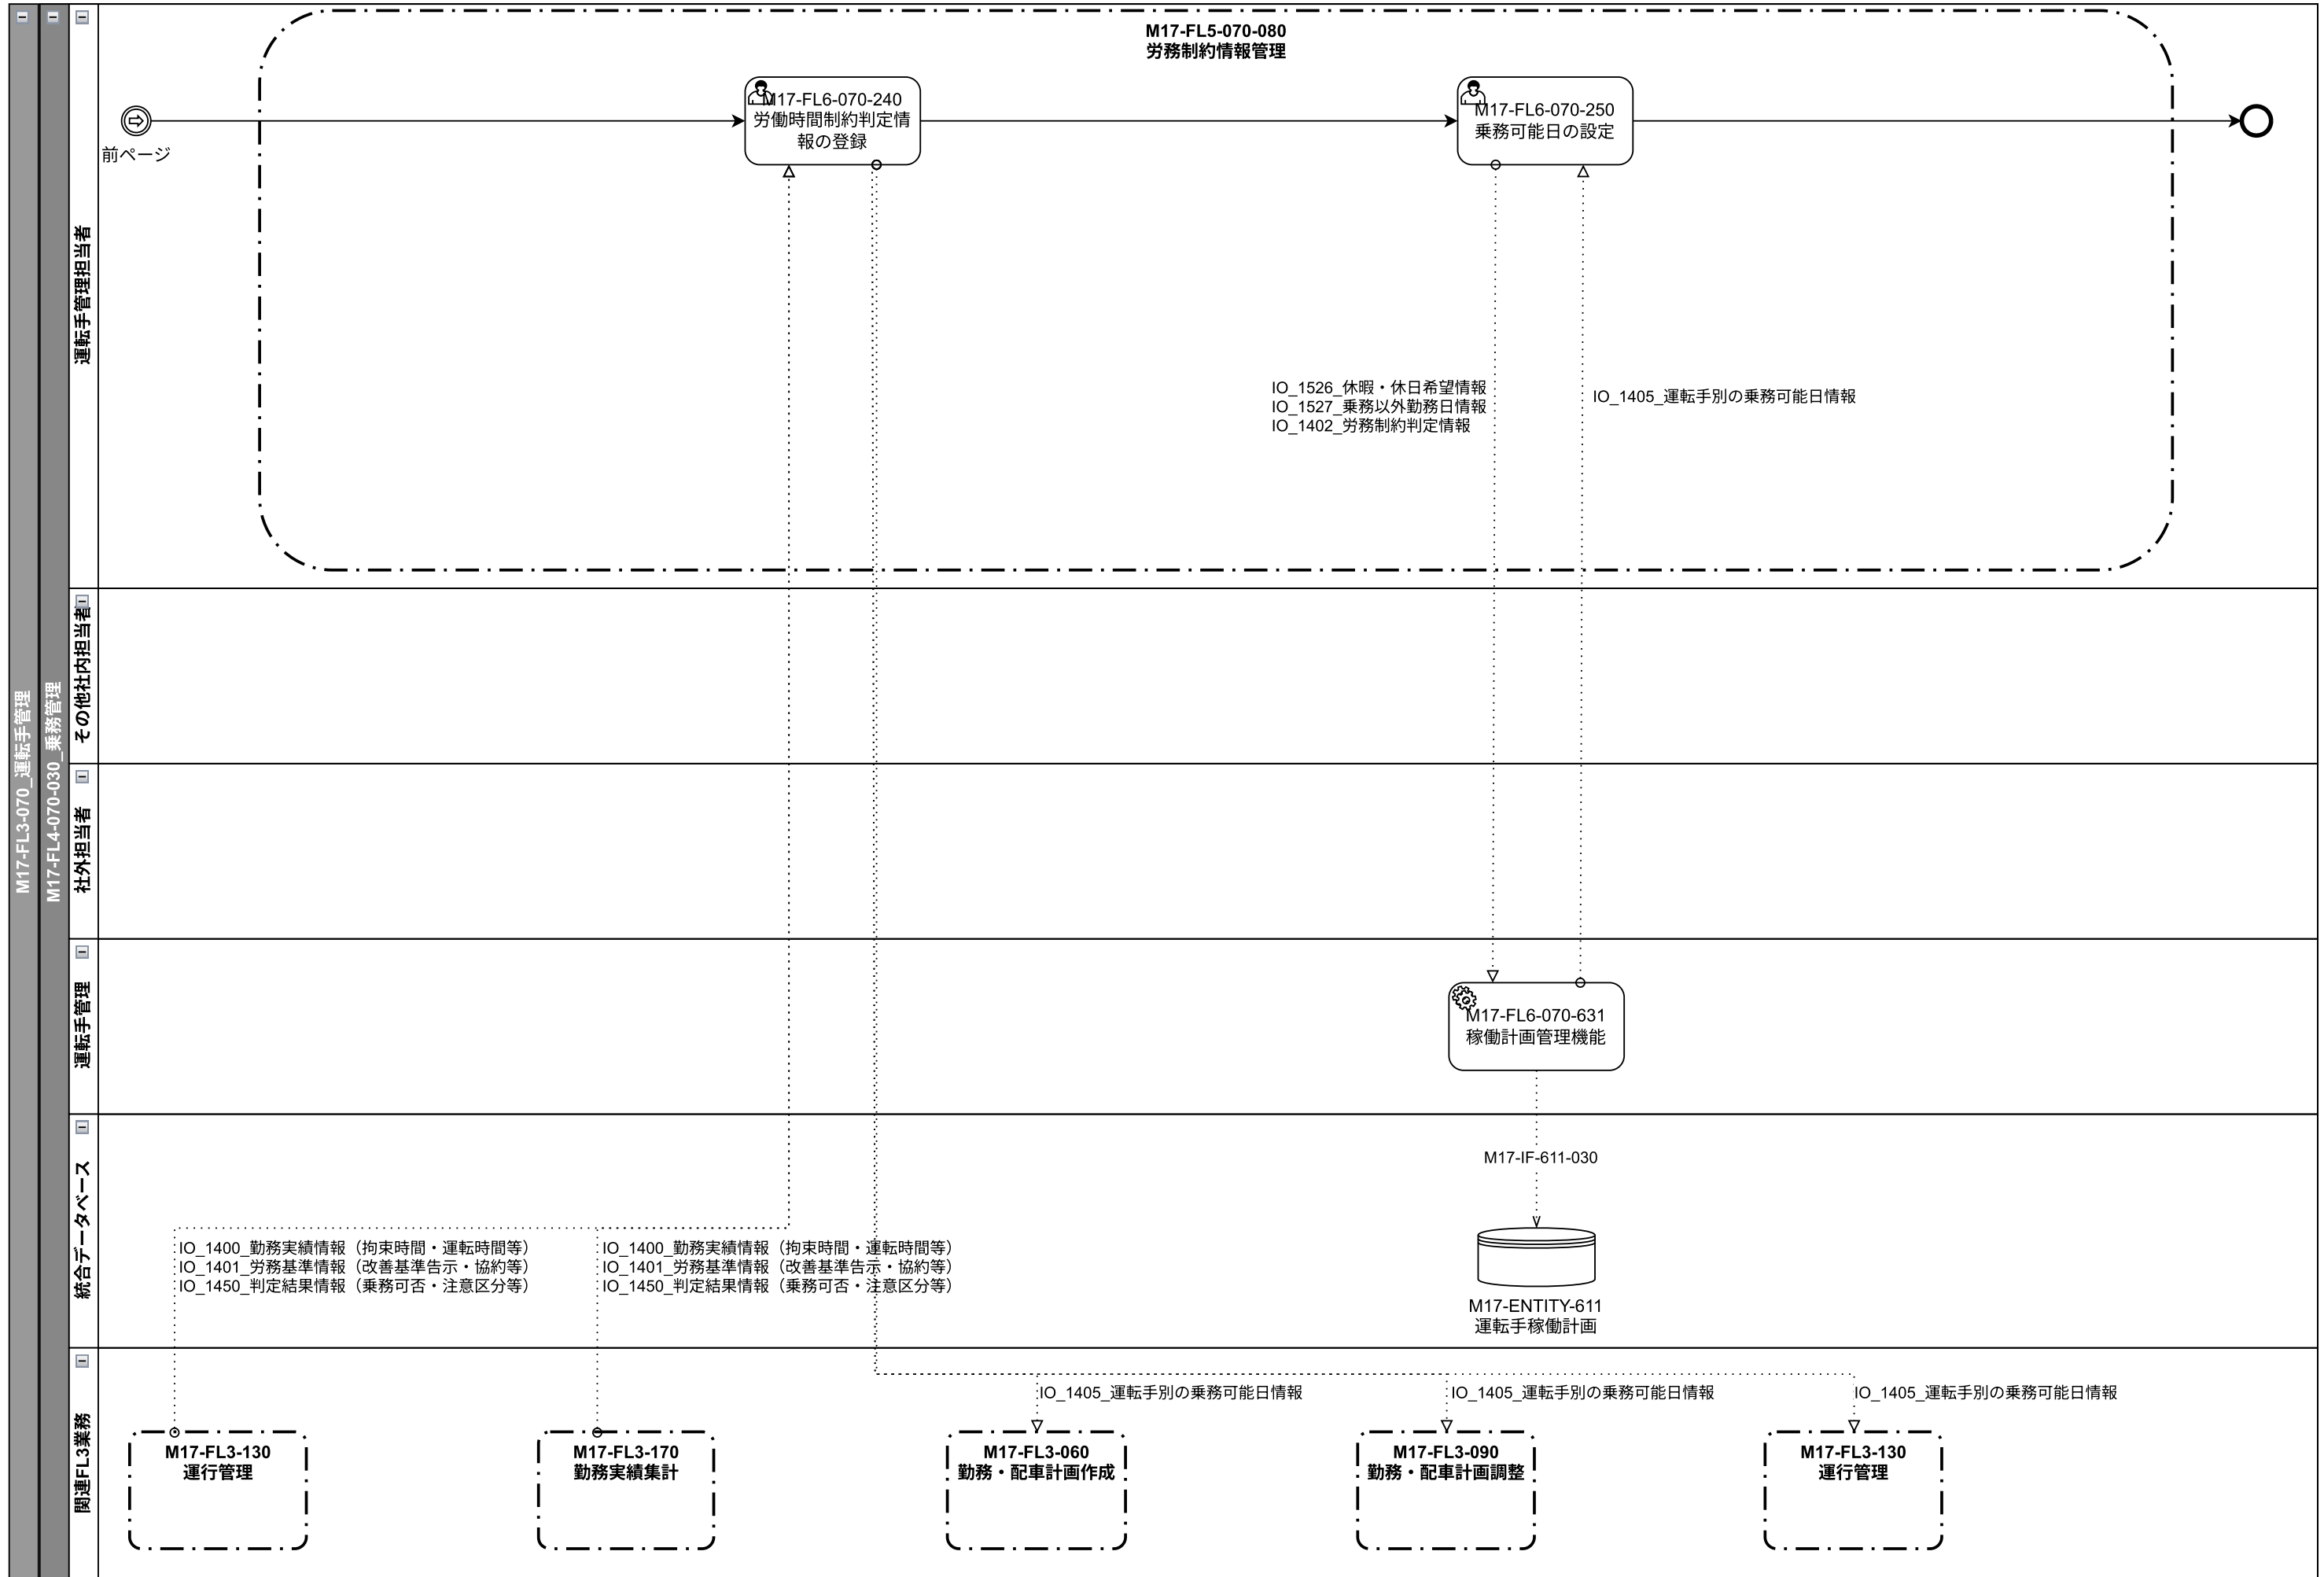 M17-FL3-070_運転手管理
M17-FL4-070-030_乗務管理
運転手管理担当者
M17-FL5-070-080
労務制約情報管理
前ページ
M17-FL6-070-240
労働時間制約判定情
報の登録
M17-FL6-070-250
乗務可能日の設定
IO_1526_休暇・休日希望情報
IO_1527_乗務以外勤務日情報
IO_1402_労務制約判定情報
IO_1405_運転手別の乗務可能日情報
その他社内担当者
社外担当者
運転手管理
M17-FL6-070-631
稼働計画管理機能
統合データベース
M17-IF-611-030
IO_1400_勤務実績情報（拘束時間・運転時間等）
IO_1401_労務基準情報（改善基準告示・協約等）
IO_1450_判定結果情報（乗務可否・注意区分等）
IO_1400_勤務実績情報（拘束時間・運転時間等）
IO_1401_労務基準情報（改善基準告示・協約等）
IO_1450_判定結果情報（乗務可否・注意区分等）
M17-ENTITY-611
運転手稼働計画
関連FL3業務
IO_1405_運転手別の乗務可能日情報
IO_1405_運転手別の乗務可能日情報
IO_1405_運転手別の乗務可能日情報
M17-FL3-130
運行管理
M17-FL3-170
勤務実績集計
M17-FL3-060
勤務・配車計画作成
M17-FL3-090
勤務・配車計画調整
M17-FL3-130
運行管理